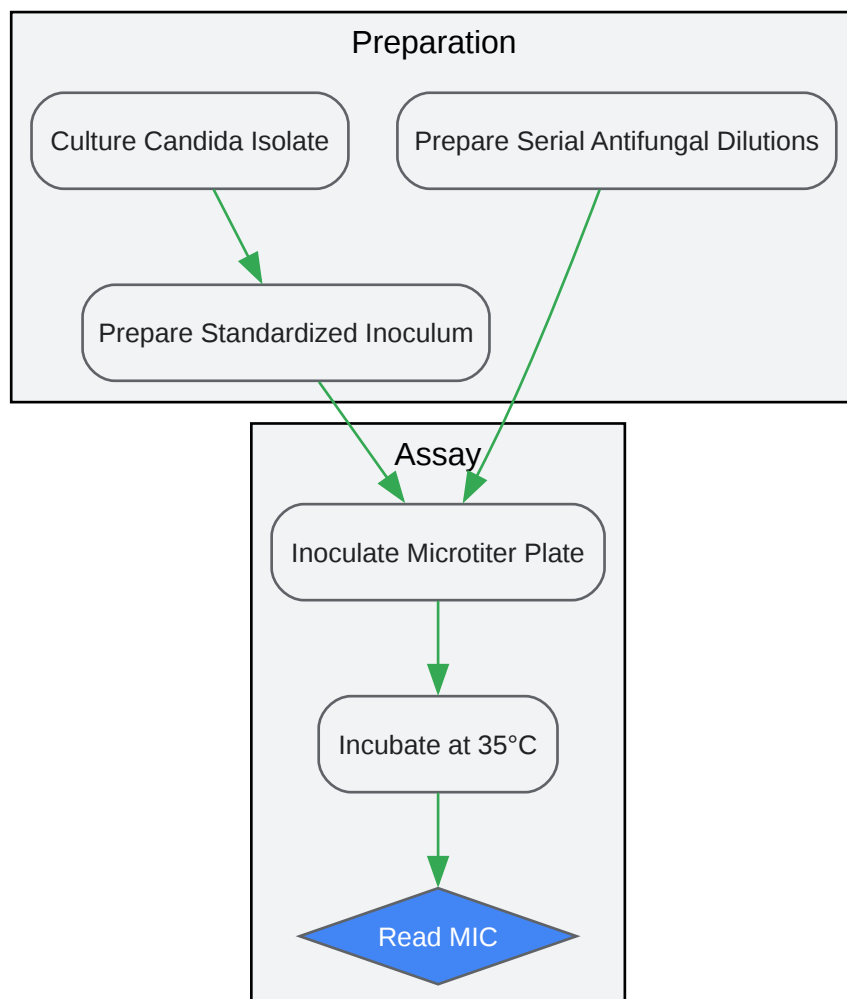 Preparation
Culture Candida Isolate
Prepare Serial Antifungal Dilutions
Prepare Standardized Inoculum
Assay
Inoculate Microtiter Plate
Incubate at 35°C
Read MIC